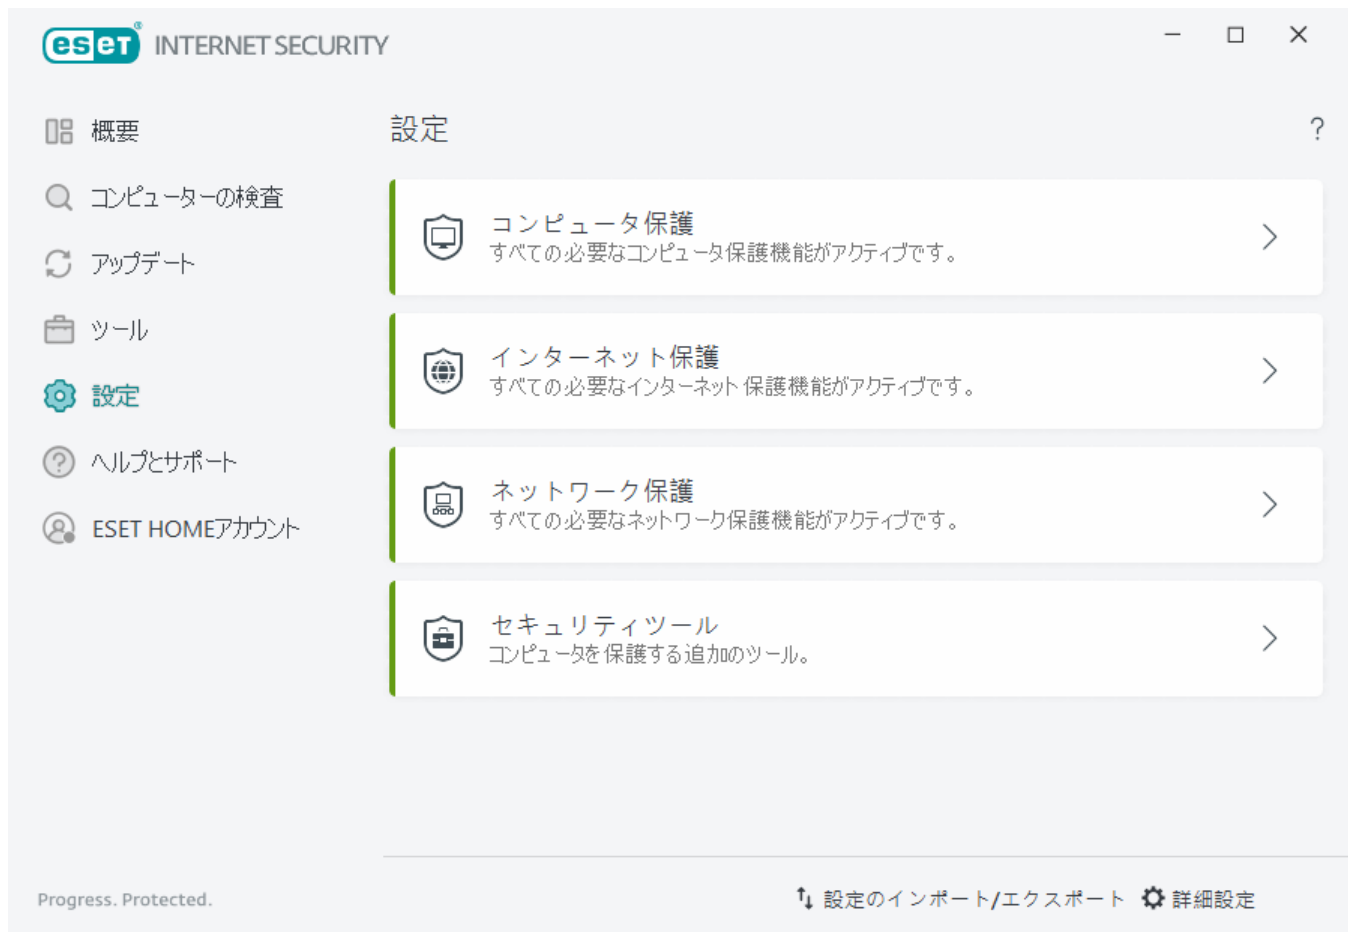 eset® INTERNET SECURITY
概要
コンピューターの検査
アップデート
ツール
設定
ヘルプとサポート
ESET HOMEアカウント
設定
?
コンピュータ保護
すべての必要なコンピュータ保護機能がアクティブです。
インターネット保護
すべての必要なインターネット保護機能がアクティブです。
ネットワーク保護
すべての必要なネットワーク保護機能がアクティブです。
セキュリティツール
コンピュータを保護する追加のツール。
Progress. Protected.
設定のインポート/エクスポート 詳細設定